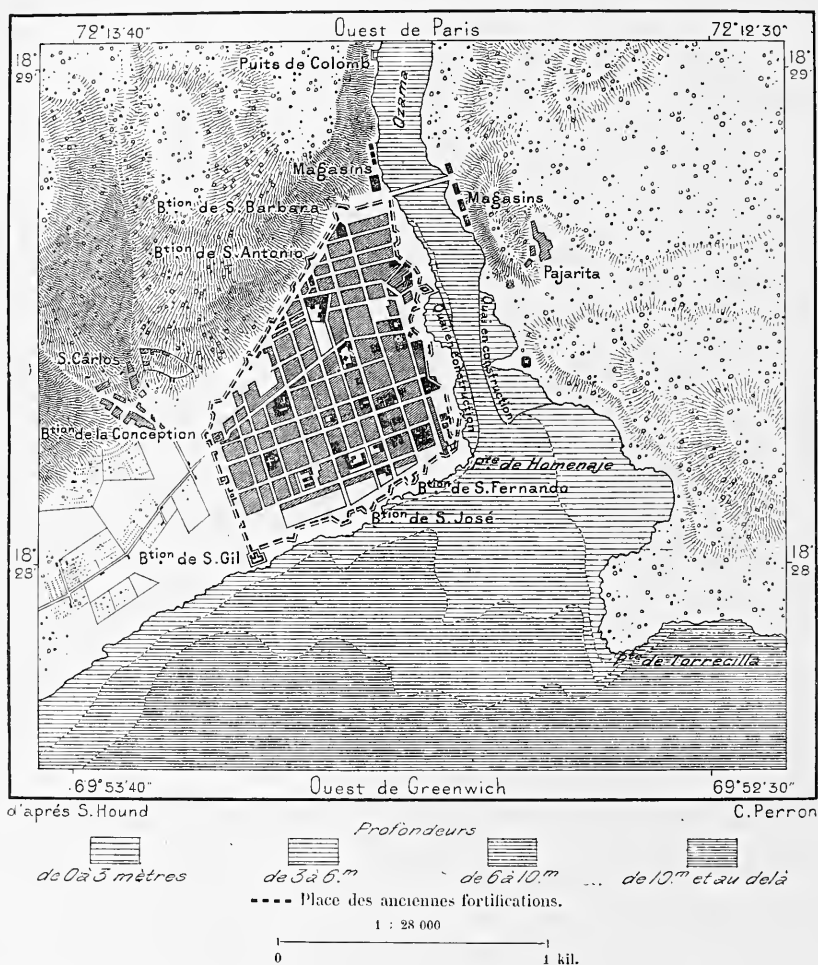 72°13'40" Ouest de Paris 72°12'30"
18° 29'
18° 29'
Puits de Colomb
Ozama
Magasins
Magasins
Btion de S. Barbara
Btion de S. Antonio
Pajarita
S. Cárlos
Quai en construction
Quai en construction
Btion de la Conception
Pte de Homenaje
Btion de S. Fernando
Btion de S. José
Btion de S. Gil
18° 28'
18° 28'
Pte de Torrecilla
69°53'40" Ouest de Greenwich 69°52'30"
d'aprés S. Hound C. Perron
Profondeurs
de 0 à 3 mètres de 3 à 6.m de 6 à 10.m ... de 10.m et au delà
Place des anciennes fortifications.
1 : 28 000
0 1 kil.